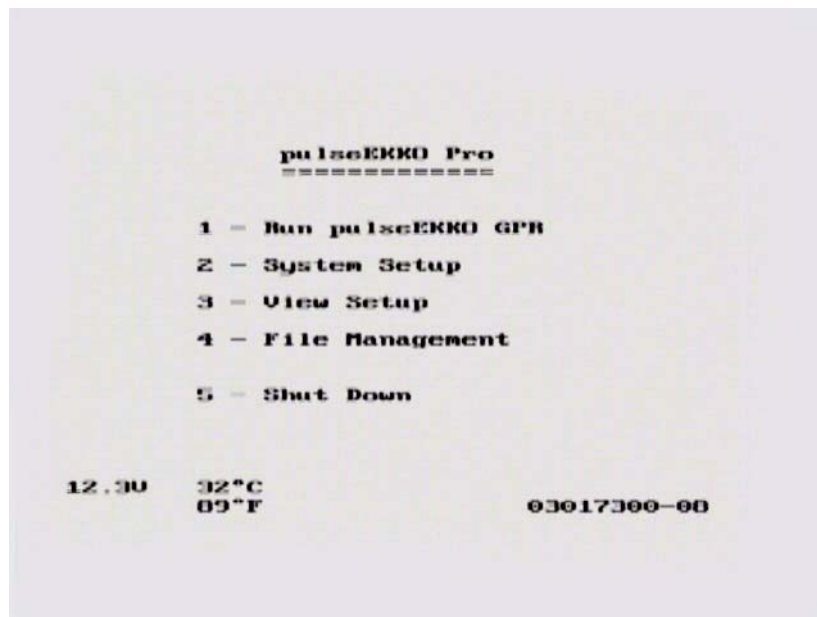 pulseEKKO Pro
=============
1 - Run pulseEKKO GPR
2 - System Setup
3 - View Setup
4 - File Management
5 - Shut Down
12.3V 32°C
89°F 03017300-00